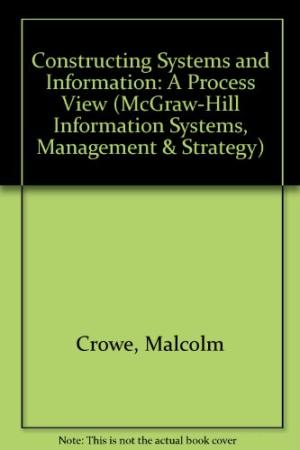 Constructing Systems and
Information: A Process
View (McGraw-Hill
Information Systems,
Management & Strategy)
Crowe, Malcolm
Note: This is not the actual book cover